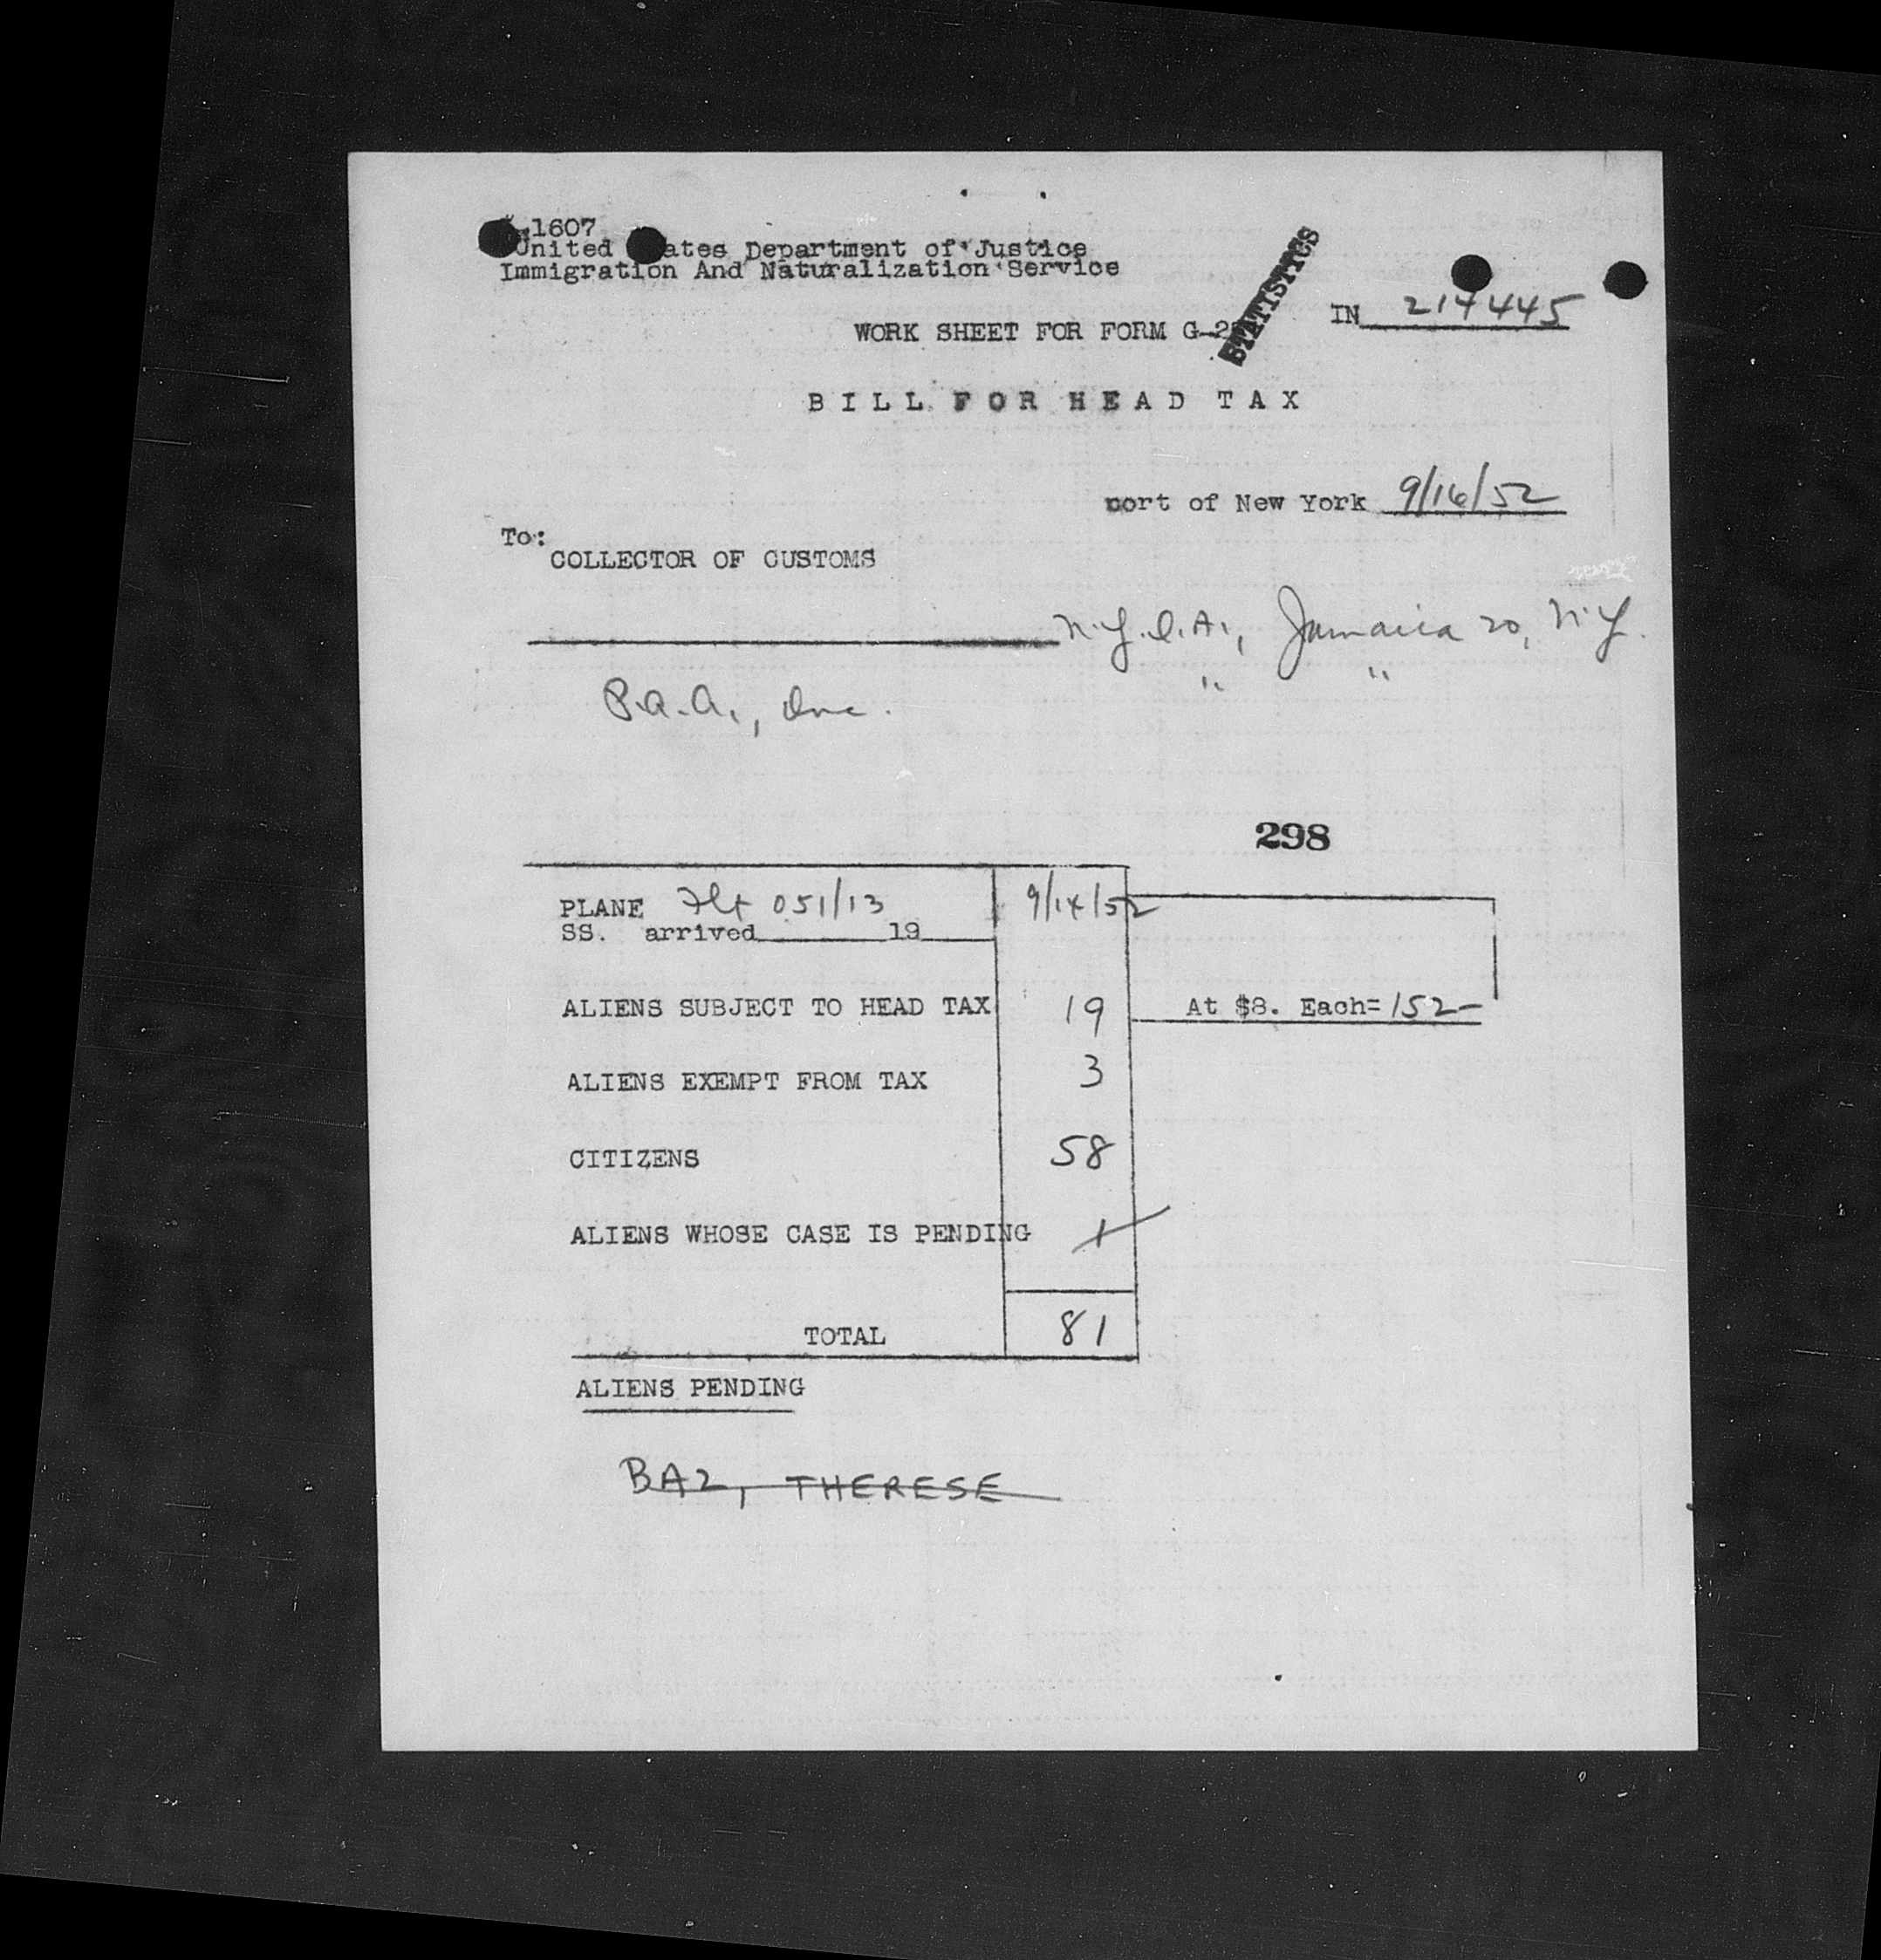 1607
United States Department of Justice
Immigration And Naturalization Service
STATISTICS
IN 214445
WORK SHEET FOR FORM G-2
BILL FOR HEAD TAX
port of New York 9/16/52
To:
COLLECTOR OF CUSTOMS
N.Y.I.A., Jamaica 20, N.Y.
P.A.A., Inc. " "
298
PLANE Flt 051/13 9/14/52
SS. arrived 19
ALIENS SUBJECT TO HEAD TAX 19 At $8. Each= 152-
ALIENS EXEMPT FROM TAX 3
CITIZENS 58
ALIENS WHOSE CASE IS PENDING 1
TOTAL 81
ALIENS PENDING
BAZ, THERESE